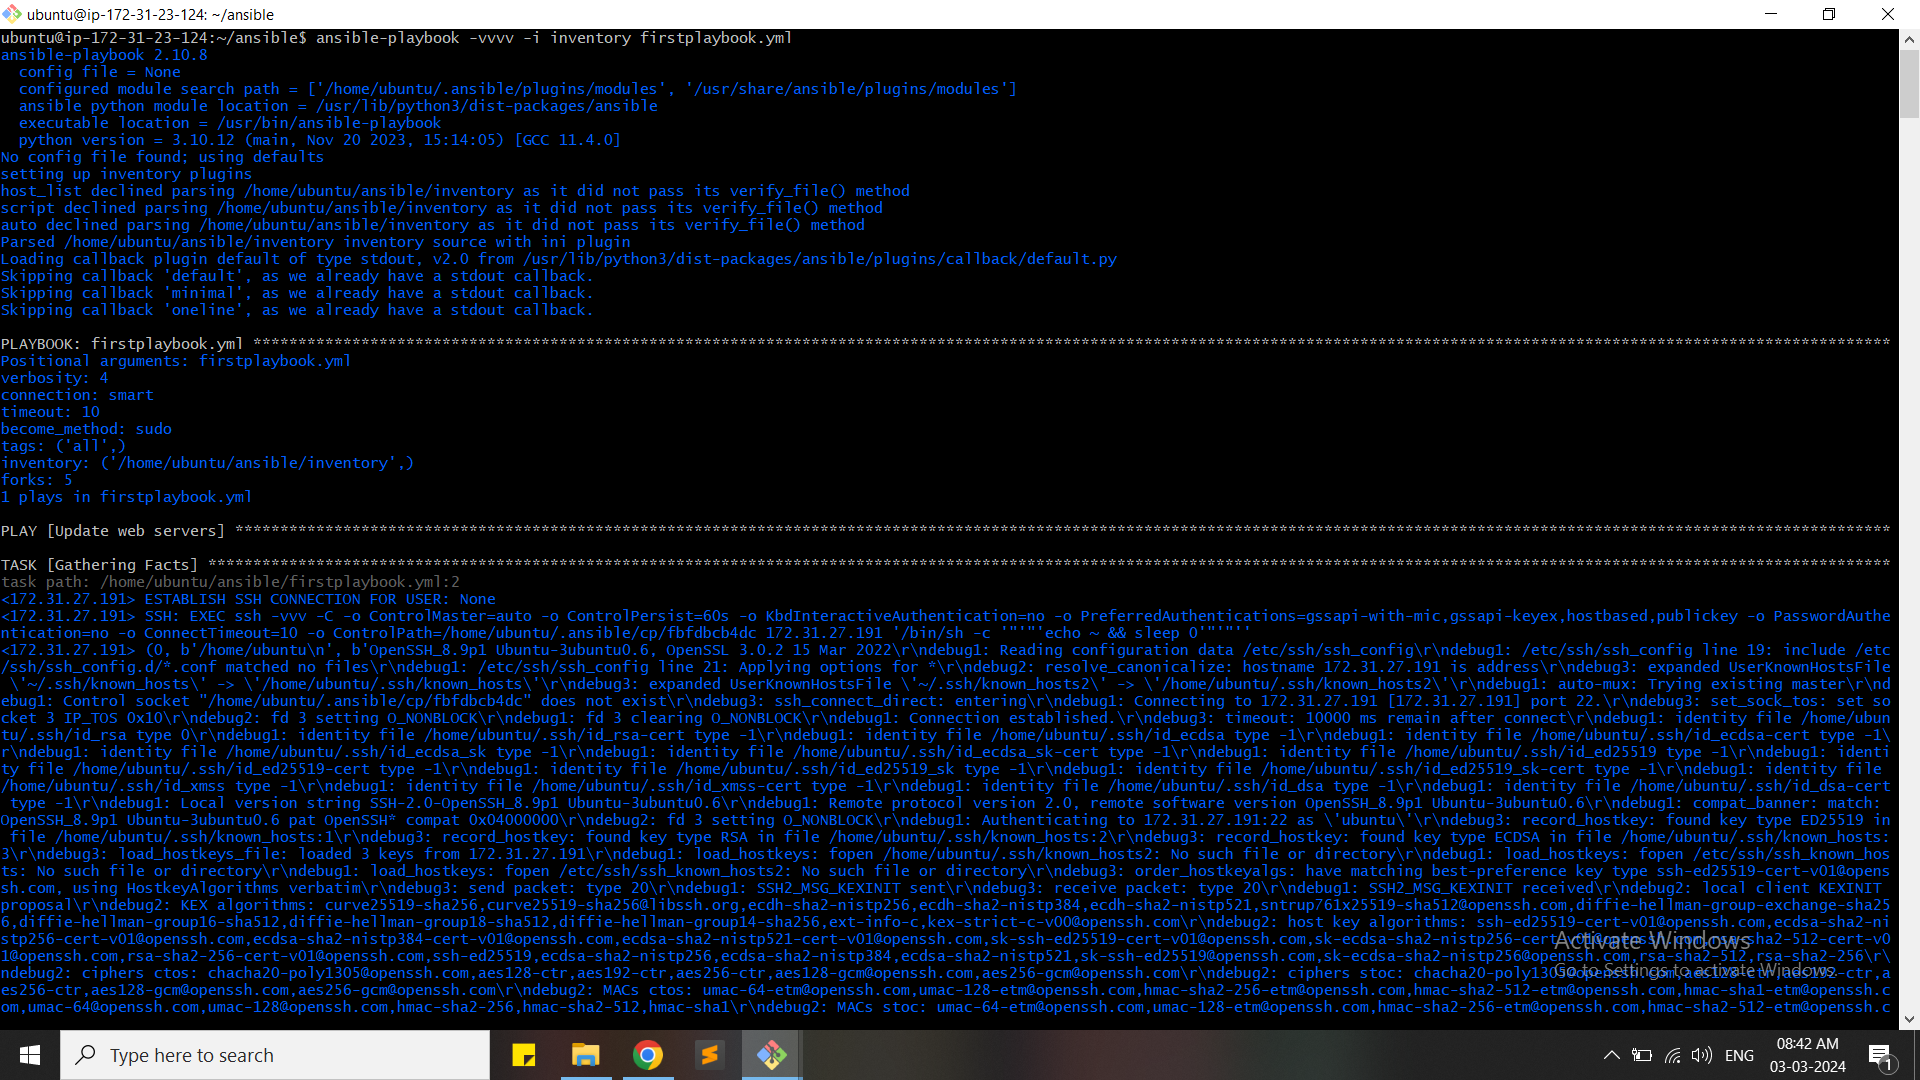 ubuntu@ip-172-31-23-124: ~/ansible
ubuntu@ip-172-31-23-124:~/ansible$ ansible-playbook -vvvv -i inventory firstplaybook.yml
ansible-playbook 2.10.8
  config file = None
  configured module search path = ['/home/ubuntu/.ansible/plugins/modules', '/usr/share/ansible/plugins/modules']
  ansible python module location = /usr/lib/python3/dist-packages/ansible
  executable location = /usr/bin/ansible-playbook
  python version = 3.10.12 (main, Nov 20 2023, 15:14:05) [GCC 11.4.0]
No config file found; using defaults
setting up inventory plugins
host_list declined parsing /home/ubuntu/ansible/inventory as it did not pass its verify_file() method
script declined parsing /home/ubuntu/ansible/inventory as it did not pass its verify_file() method
auto declined parsing /home/ubuntu/ansible/inventory as it did not pass its verify_file() method
Parsed /home/ubuntu/ansible/inventory inventory source with ini plugin
Loading callback plugin default of type stdout, v2.0 from /usr/lib/python3/dist-packages/ansible/plugins/callback/default.py
Skipping callback 'default', as we already have a stdout callback.
Skipping callback 'minimal', as we already have a stdout callback.
Skipping callback 'oneline', as we already have a stdout callback.
PLAYBOOK: firstplaybook.yml **************************************************************************************************************************************************************************************
Positional arguments: firstplaybook.yml
verbosity: 4
connection: smart
timeout: 10
become_method: sudo
tags: ('all',)
inventory: ('/home/ubuntu/ansible/inventory',)
forks: 5
1 plays in firstplaybook.yml
PLAY [Update web servers] ****************************************************************************************************************************************************************************************
TASK [Gathering Facts] *******************************************************************************************************************************************************************************************
task path: /home/ubuntu/ansible/firstplaybook.yml:2
<172.31.27.191> ESTABLISH SSH CONNECTION FOR USER: None
<172.31.27.191> SSH: EXEC ssh -vvv -C -o ControlMaster=auto -o ControlPersist=60s -o KbdInteractiveAuthentication=no -o PreferredAuthentications=gssapi-with-mic,gssapi-keyex,hostbased,publickey -o PasswordAuthe
ntication=no -o ConnectTimeout=10 -o ControlPath=/home/ubuntu/.ansible/cp/fbfdbcb4dc 172.31.27.191 '/bin/sh -c '"'"'echo ~ && sleep 0'"'"''
<172.31.27.191> (0, b'/home/ubuntu\n', b'OpenSSH_8.9p1 Ubuntu-3ubuntu0.6, OpenSSL 3.0.2 15 Mar 2022\r\ndebug1: Reading configuration data /etc/ssh/ssh_config\r\ndebug1: /etc/ssh/ssh_config line 19: include /etc
/ssh/ssh_config.d/*.conf matched no files\r\ndebug1: /etc/ssh/ssh_config line 21: Applying options for *\r\ndebug2: resolve_canonicalize: hostname 172.31.27.191 is address\r\ndebug3: expanded UserKnownHostsFile
 \'~/.ssh/known_hosts\' -> \'/home/ubuntu/.ssh/known_hosts\'\r\ndebug3: expanded UserKnownHostsFile \'~/.ssh/known_hosts2\' -> \'/home/ubuntu/.ssh/known_hosts2\'\r\ndebug1: auto-mux: Trying existing master\r\nd
ebug1: Control socket "/home/ubuntu/.ansible/cp/fbfdbcb4dc" does not exist\r\ndebug3: ssh_connect_direct: entering\r\ndebug1: Connecting to 172.31.27.191 [172.31.27.191] port 22.\r\ndebug3: set_sock_tos: set so
cket 3 IP_TOS 0x10\r\ndebug2: fd 3 setting O_NONBLOCK\r\ndebug1: fd 3 clearing O_NONBLOCK\r\ndebug1: Connection established.\r\ndebug3: timeout: 10000 ms remain after connect\r\ndebug1: identity file /home/ubun
tu/.ssh/id_rsa type 0\r\ndebug1: identity file /home/ubuntu/.ssh/id_rsa-cert type -1\r\ndebug1: identity file /home/ubuntu/.ssh/id_ecdsa type -1\r\ndebug1: identity file /home/ubuntu/.ssh/id_ecdsa-cert type -1\
r\ndebug1: identity file /home/ubuntu/.ssh/id_ecdsa_sk type -1\r\ndebug1: identity file /home/ubuntu/.ssh/id_ecdsa_sk-cert type -1\r\ndebug1: identity file /home/ubuntu/.ssh/id_ed25519 type -1\r\ndebug1: identi
ty file /home/ubuntu/.ssh/id_ed25519-cert type -1\r\ndebug1: identity file /home/ubuntu/.ssh/id_ed25519_sk type -1\r\ndebug1: identity file /home/ubuntu/.ssh/id_ed25519_sk-cert type -1\r\ndebug1: identity file
/home/ubuntu/.ssh/id_xmss type -1\r\ndebug1: identity file /home/ubuntu/.ssh/id_xmss-cert type -1\r\ndebug1: identity file /home/ubuntu/.ssh/id_dsa type -1\r\ndebug1: identity file /home/ubuntu/.ssh/id_dsa-cert
 type -1\r\ndebug1: Local version string SSH-2.0-OpenSSH_8.9p1 Ubuntu-3ubuntu0.6\r\ndebug1: Remote protocol version 2.0, remote software version OpenSSH_8.9p1 Ubuntu-3ubuntu0.6\r\ndebug1: compat_banner: match:
OpenSSH_8.9p1 Ubuntu-3ubuntu0.6 pat OpenSSH* compat 0x04000000\r\ndebug2: fd 3 setting O_NONBLOCK\r\ndebug1: Authenticating to 172.31.27.191:22 as \'ubuntu\'\r\ndebug3: record_hostkey: found key type ED25519 in
 file /home/ubuntu/.ssh/known_hosts:1\r\ndebug3: record_hostkey: found key type RSA in file /home/ubuntu/.ssh/known_hosts:2\r\ndebug3: record_hostkey: found key type ECDSA in file /home/ubuntu/.ssh/known_hosts:
3\r\ndebug3: load_hostkeys_file: loaded 3 keys from 172.31.27.191\r\ndebug1: load_hostkeys: fopen /home/ubuntu/.ssh/known_hosts2: No such file or directory\r\ndebug1: load_hostkeys: fopen /etc/ssh/ssh_known_hos
ts: No such file or directory\r\ndebug1: load_hostkeys: fopen /etc/ssh/ssh_known_hosts2: No such file or directory\r\ndebug3: order_hostkeyalgs: have matching best-preference key type ssh-ed25519-cert-v01@opens
sh.com, using HostkeyAlgorithms verbatim\r\ndebug3: send packet: type 20\r\ndebug1: SSH2_MSG_KEXINIT sent\r\ndebug3: receive packet: type 20\r\ndebug1: SSH2_MSG_KEXINIT received\r\ndebug2: local client KEXINIT
proposal\r\ndebug2: KEX algorithms: curve25519-sha256,curve25519-sha256@libssh.org,ecdh-sha2-nistp256,ecdh-sha2-nistp384,ecdh-sha2-nistp521,sntrup761x25519-sha512@openssh.com,diffie-hellman-group-exchange-sha25
6,diffie-hellman-group16-sha512,diffie-hellman-group18-sha512,diffie-hellman-group14-sha256,ext-info-c,kex-strict-c-v00@openssh.com\r\ndebug2: host key algorithms: ssh-ed25519-cert-v01@openssh.com,ecdsa-sha2-ni
stp256-cert-v01@openssh.com,ecdsa-sha2-nistp384-cert-v01@openssh.com,ecdsa-sha2-nistp521-cert-v01@openssh.com,sk-ssh-ed25519-cert-v01@openssh.com,sk-ecdsa-sha2-nistp256-cert-v01@openssh.com,rsa-sha2-512-cert-v0
1@openssh.com,rsa-sha2-256-cert-v01@openssh.com,ssh-ed25519,ecdsa-sha2-nistp256,ecdsa-sha2-nistp384,ecdsa-sha2-nistp521,sk-ssh-ed25519@openssh.com,sk-ecdsa-sha2-nistp256@openssh.com,rsa-sha2-512,rsa-sha2-256\r\
ndebug2: ciphers ctos: chacha20-poly1305@openssh.com,aes128-ctr,aes192-ctr,aes256-ctr,aes128-gcm@openssh.com,aes256-gcm@openssh.com\r\ndebug2: ciphers stoc: chacha20-poly1305@openssh.com,aes128-ctr,aes192-ctr,a
es256-ctr,aes128-gcm@openssh.com,aes256-gcm@openssh.com\r\ndebug2: MACs ctos: umac-64-etm@openssh.com,umac-128-etm@openssh.com,hmac-sha2-256-etm@openssh.com,hmac-sha2-512-etm@openssh.com,hmac-sha1-etm@openssh.c
om,umac-64@openssh.com,umac-128@openssh.com,hmac-sha2-256,hmac-sha2-512,hmac-sha1\r\ndebug2: MACs stoc: umac-64-etm@openssh.com,umac-128-etm@openssh.com,hmac-sha2-256-etm@openssh.com,hmac-sha2-512-etm@openssh.c
Activate Windows
Go to Settings to activate Windows.
Type here to search
ENG
08:42 AM
03-03-2024
1